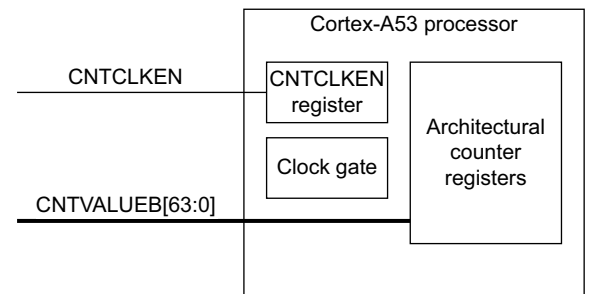 Cortex-A53 processor
CNTCLKEN
CNTCLKEN
register
Architectural
counter
registers
Clock gate
CNTVALUEB[63:0]